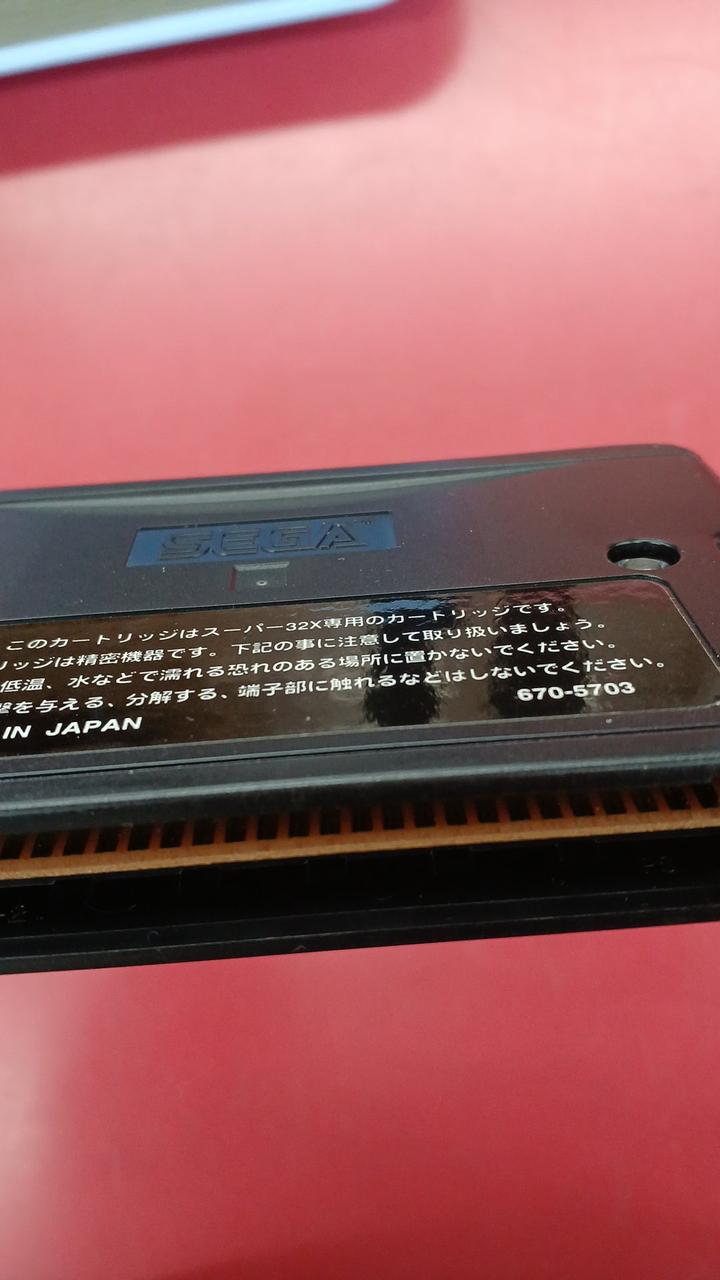 SEGA™
このカートリッジはスーパー32X専用のカートリッジです。
リッジは精密機器です。下記の事に注意して取り扱いましょう。
低温、水などで濡れる恐れのある場所に置かないでください。
撃を与える、分解する、端子部に触れるなどはしないでください。
670-5703
IN JAPAN